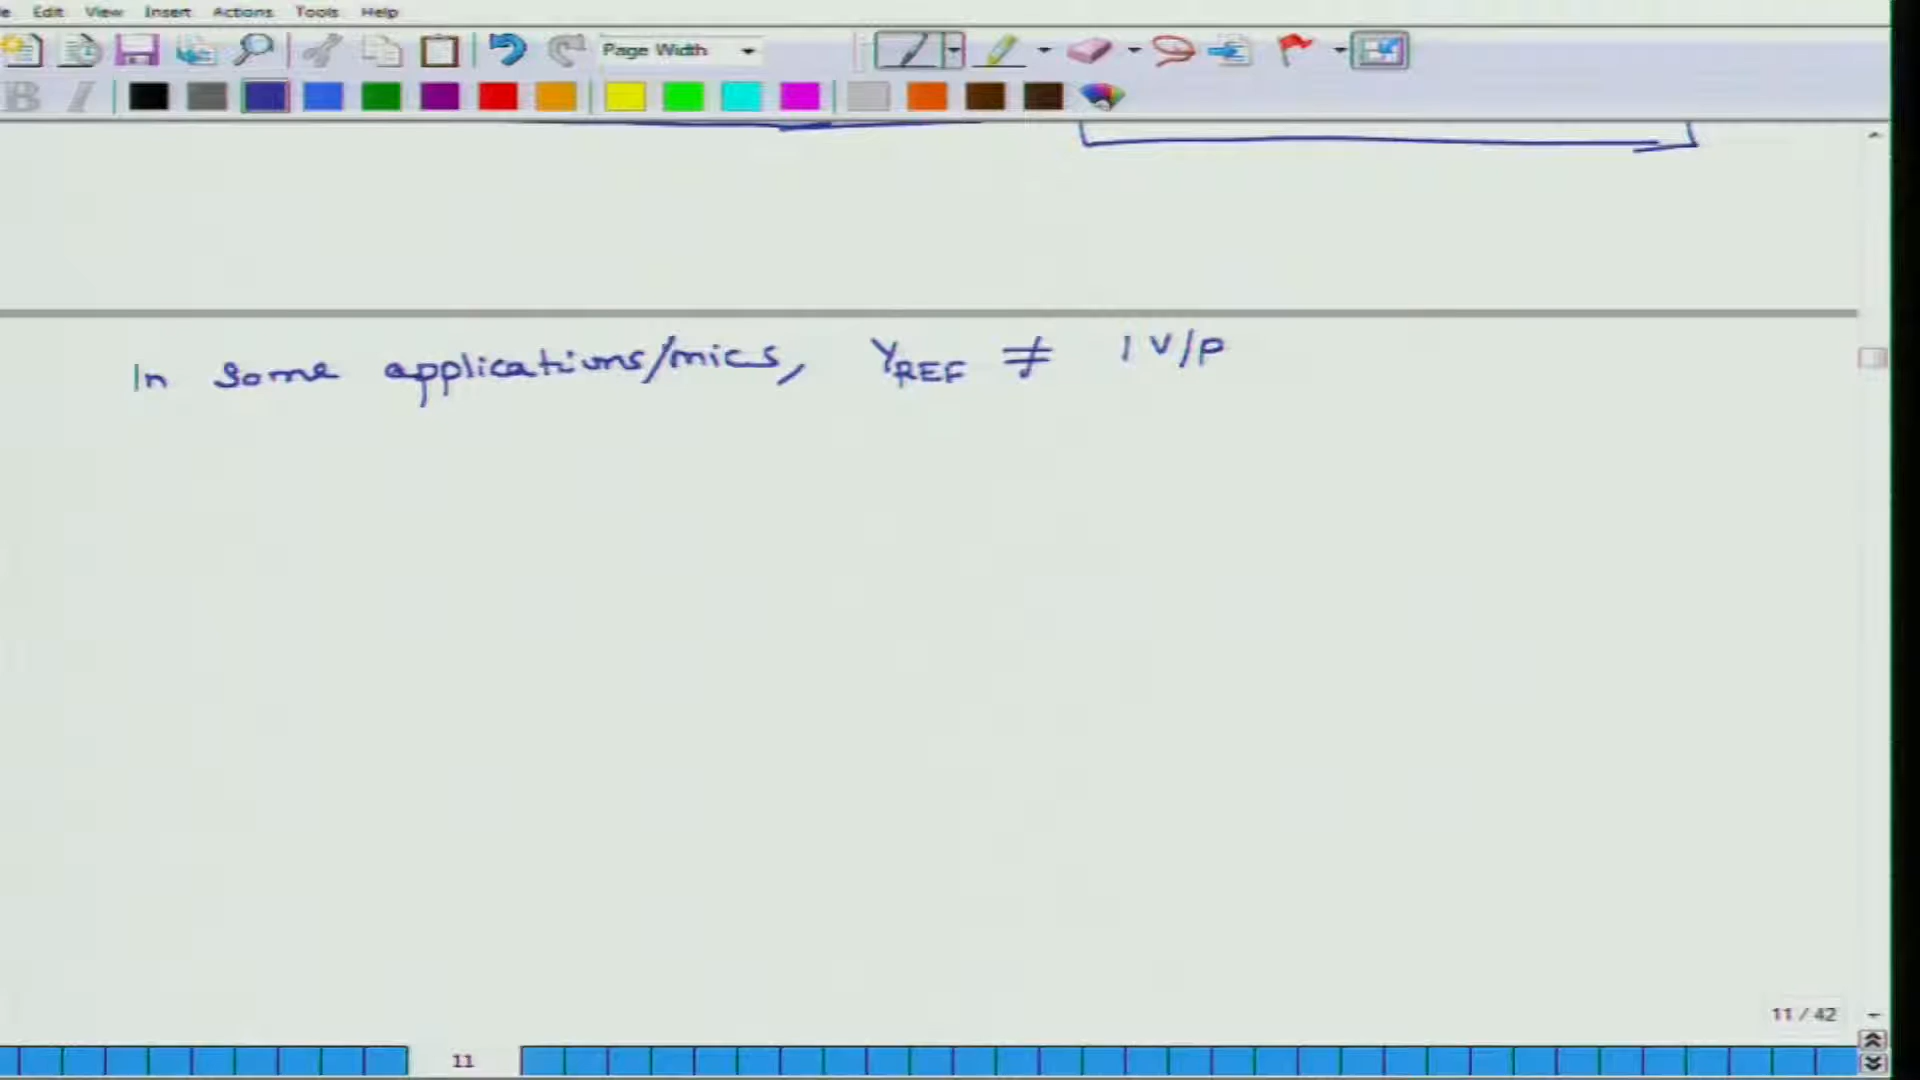 Edit View Insert Actions Tools Help
Page Width
B I
In some applications/mics, Y_REF ≠ 1 V/P
11 / 42
11